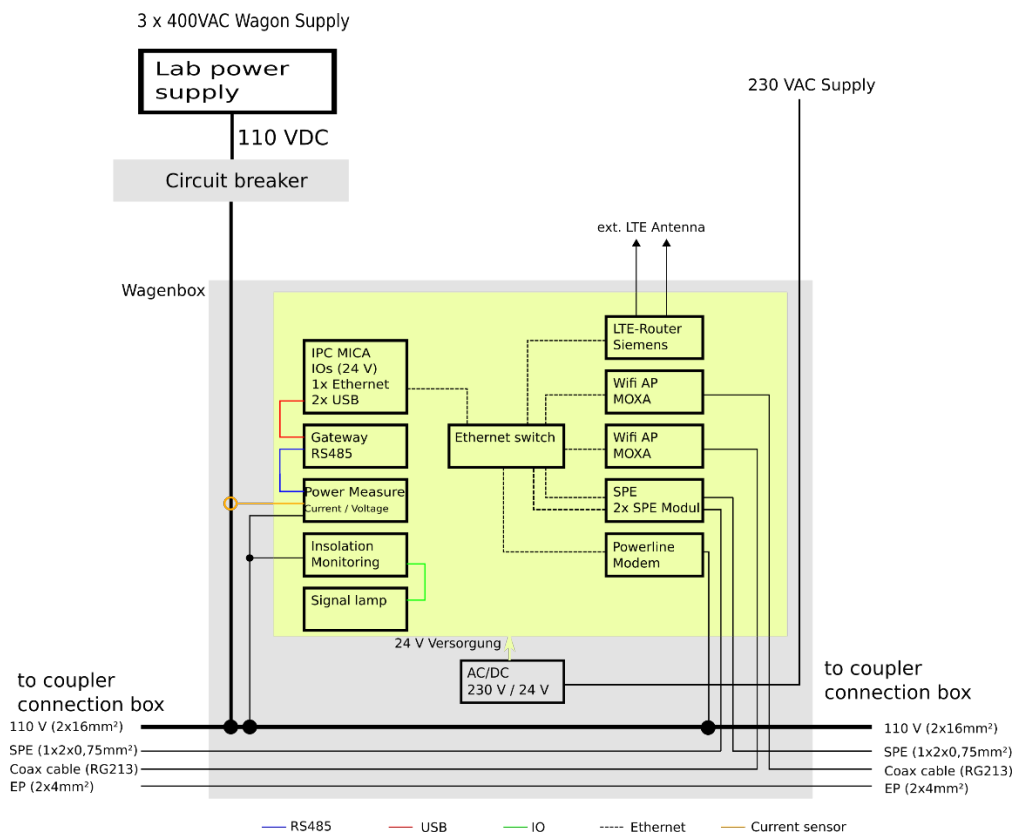 3 x 400VAC Wagon Supply
Lab power
supply
230 VAC Supply
110 VDC
Circuit breaker
ext. LTE Antenna
Wagenbox
LTE-Router
Siemens
IPC MICA
IOs (24 V)
1x Ethernet
2x USB
Wifi AP
MOXA
Gateway
RS485
Ethernet switch
Wifi AP
MOXA
Power Measure
Current / Voltage
SPE
2x SPE Modul
Insolation
Monitoring
Powerline
Modem
Signal lamp
24 V Versorgung
AC/DC
230 V / 24 V
to coupler
connection box
to coupler
connection box
110 V (2x16mm²)
110 V (2x16mm²)
SPE (1x2x0,75mm²)
SPE (1x2x0,75mm²)
Coax cable (RG213)
Coax cable (RG213)
EP (2x4mm²)
EP (2x4mm²)
RS485
USB
IO
Ethernet
Current sensor